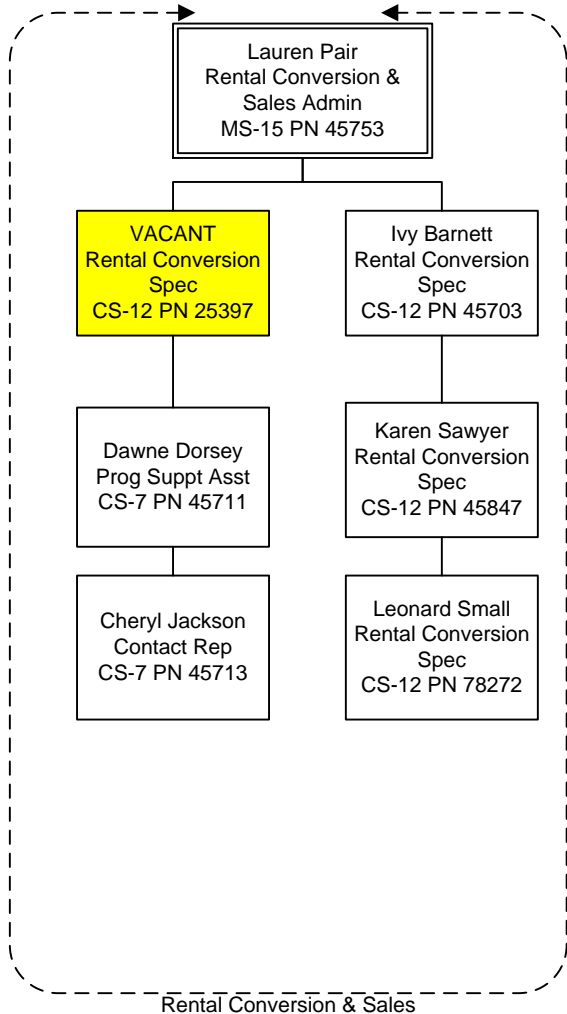 Lauren Pair
Rental Conversion &
Sales Admin
MS-15 PN 45753
VACANT
Rental Conversion
Spec
CS-12 PN 25397
Ivy Barnett
Rental Conversion
Spec
CS-12 PN 45703
Dawne Dorsey
Prog Suppt Asst
CS-7 PN 45711
Karen Sawyer
Rental Conversion
Spec
CS-12 PN 45847
Cheryl Jackson
Contact Rep
CS-7 PN 45713
Leonard Small
Rental Conversion
Spec
CS-12 PN 78272
Rental Conversion & Sales